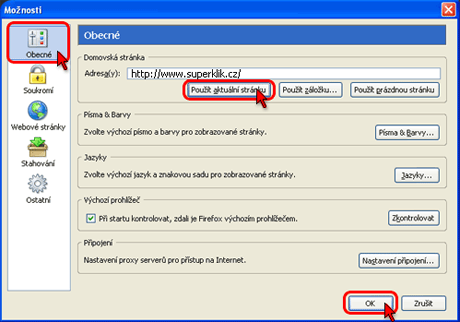 Možnosti
Obecné
Soukromí
Webové stránky
Stahování
Ostatní
Obecné
Domovská stránka
Adresa(y): http://www.superklik.cz/
Použít aktuální stránku Použít záložku... Použít prázdnou stránku
Písma & Barvy
Zvolte výchozí písmo a barvy pro zobrazované stránky. Písma & Barvy...
Jazyky
Zvolte výchozí jazyk a znakovou sadu pro zobrazované stránky. Jazyky...
Výchozí prohlížeč
Při startu kontrolovat, zdali je Firefox výchozím prohlížečem. Zkontrolovat
Připojení
Nastavení proxy serverů pro přístup na Internet. Nastavení připojení...
OK Zrušit